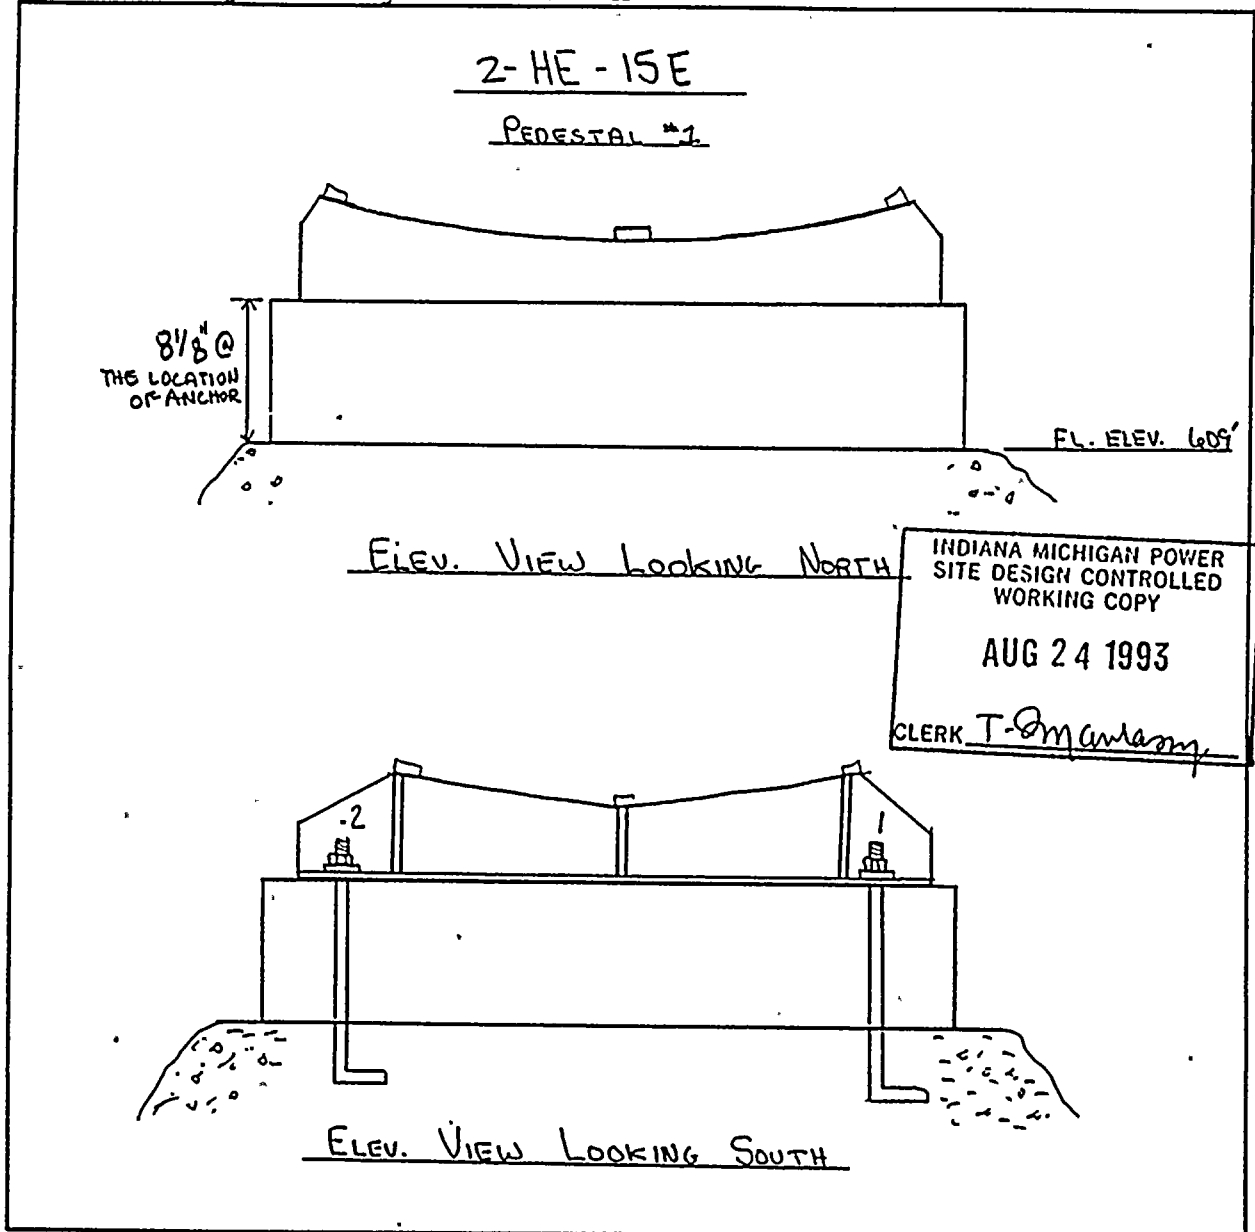 2-HE-15E
PEDESTAL #1
8 1/8" @
THE LOCATION
OF ANCHOR
FL. ELEV. 609'
ELEV. VIEW LOOKING NORTH
INDIANA MICHIGAN POWER
SITE DESIGN CONTROLLED
WORKING COPY
AUG 24 1993
CLERK
2
1
ELEV. VIEW LOOKING SOUTH